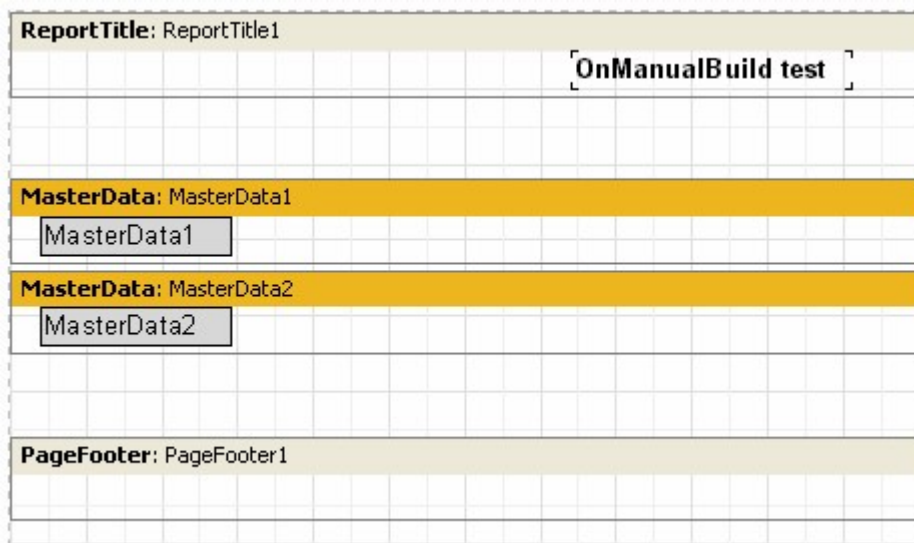 ReportTitle: ReportTitle1
OnManualBuild test
MasterData: MasterData1
MasterData1
MasterData: MasterData2
MasterData2
PageFooter: PageFooter1